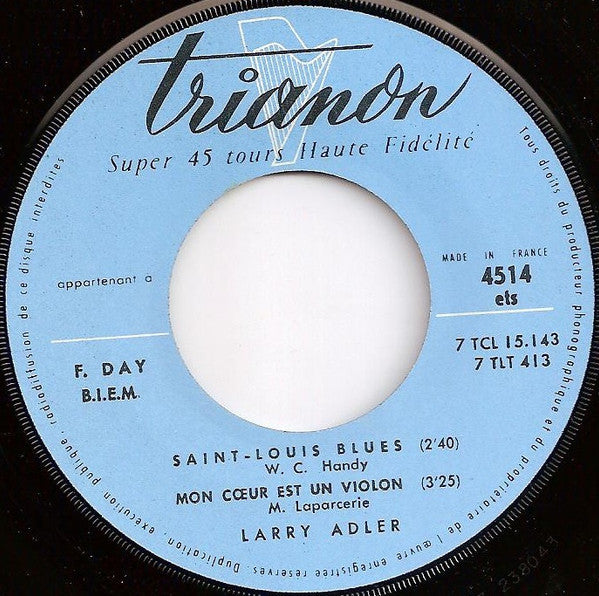 trianon
Super 45 tours Haute Fidélité
appartenant à
MADE IN FRANCE
4514
ets
7 TCL 15.143
7 TLT 413
F. DAY
B.I.E.M.
SAINT-LOUIS BLUES (2'40)
W. C. Handy
MON CŒUR EST UN VIOLON (3'25)
M. Laparcerie
LARRY ADLER
Tous droits du producteur phonographique et du propriétaire de l'œuvre enregistrée reservés. Duplication, exécution publique, radiodiffusion de ce disque interdites
238043